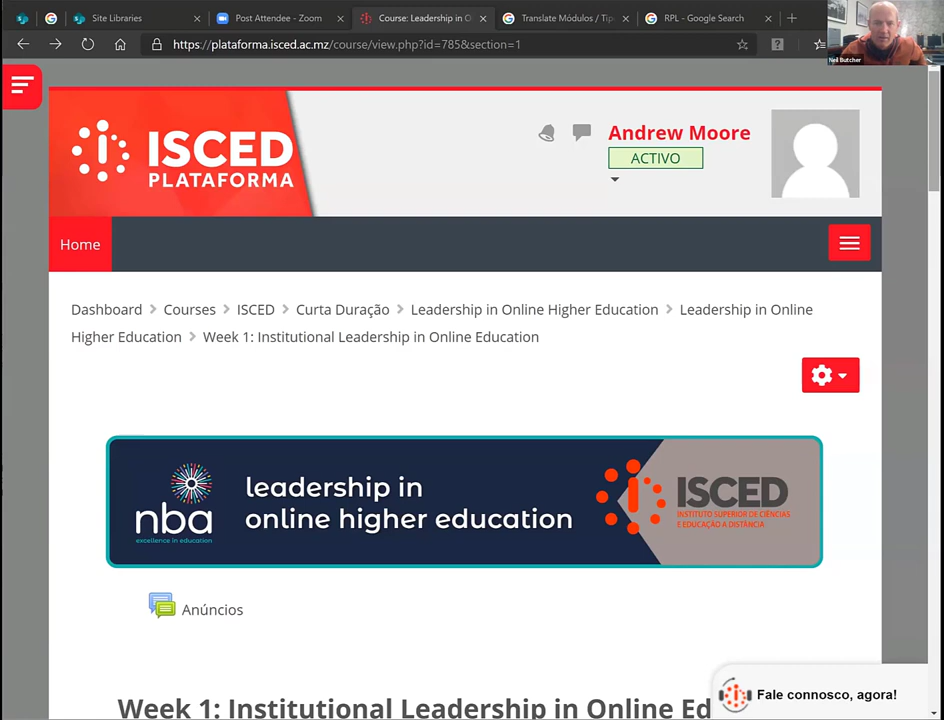 Site Libraries
Post Attendee - Zoom
Course: Leadership in O
Translate Módulos / Tip
RPL - Google Search
https://plataforma.isced.ac.mz/course/view.php?id=785&section=1
Neil Butcher
ISCED
PLATAFORMA
Andrew Moore
ACTIVO
Home
Dashboard > Courses > ISCED > Curta Duração > Leadership in Online Higher Education > Leadership in Online
Higher Education > Week 1: Institutional Leadership in Online Education
nba
excellence in education
leadership in
online higher education
ISCED
INSTITUTO SUPERIOR DE CIÊNCIAS
E EDUCAÇÃO A DISTÂNCIA
Anúncios
Week 1: Institutional Leadership in Online Ed
Fale connosco, agora!